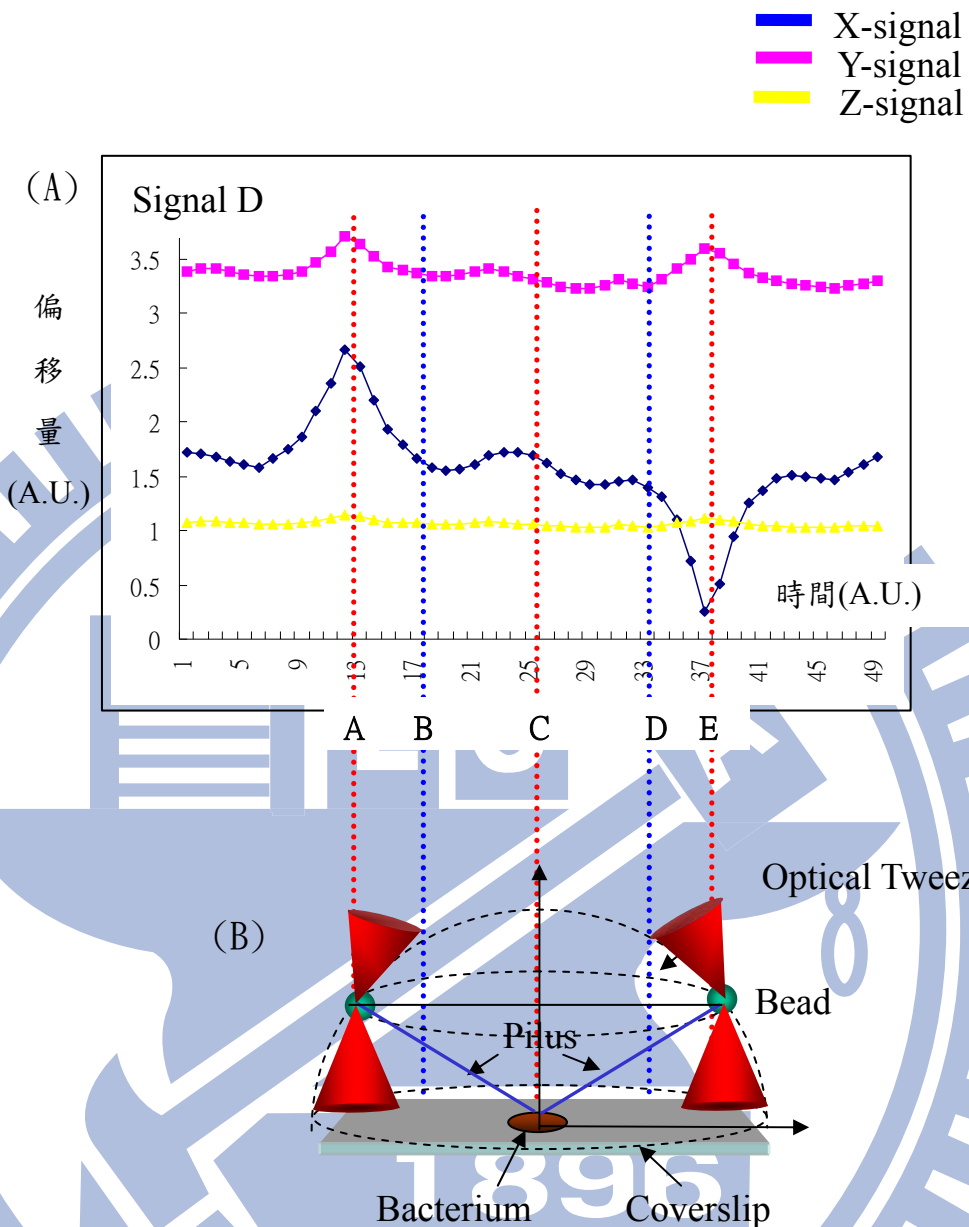 X-signal
Y-signal
Z-signal
(A)
Signal D
偏移量
(A.U.)
3.5
3
2.5
2
1.5
1
0.5
0
時間(A.U.)
1 5 9 13 17 21 25 29 33 37 41 45 49
A B C D E
(B)
Optical Tweez
Bead
Pilus
Bacterium
Coverslip
1896